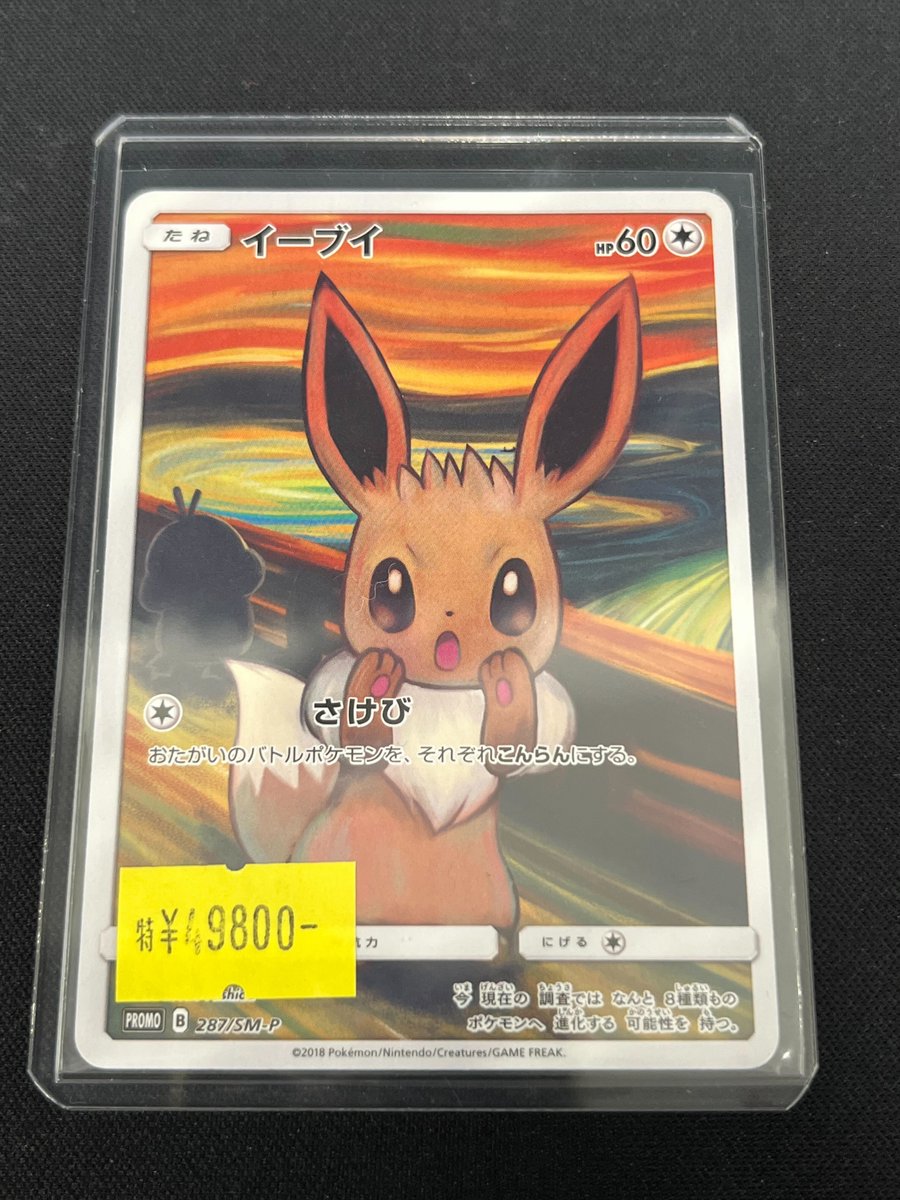 たね イーブイ HP60
さけび
おたがいのバトルポケモンを、それぞれこんらんにする。
特¥49800-
抗力
にげる
今 現在の 調査では なんと 8種類もの
ポケモンへ 進化する 可能性を 持つ。
PROMO B 287/SM-P
©2018 Pokémon/Nintendo/Creatures/GAME FREAK.